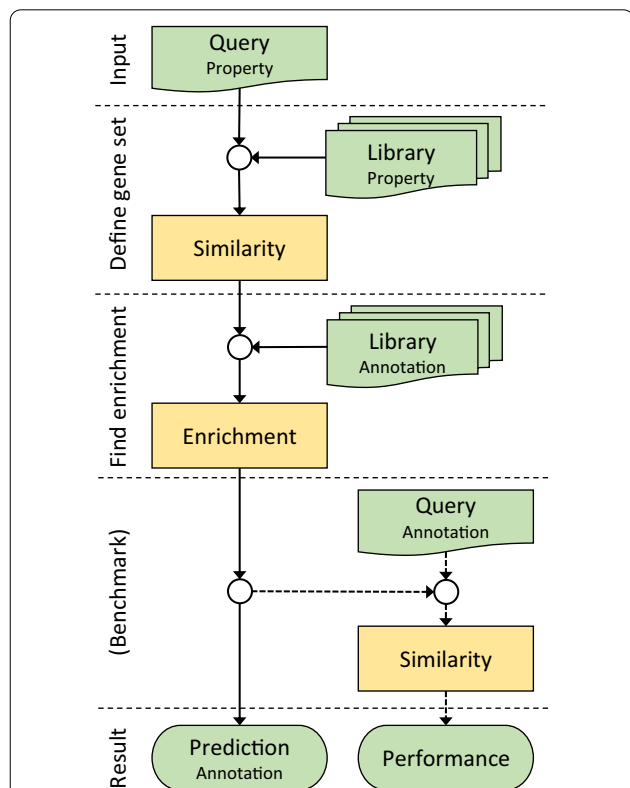 Input
Query
Property
Define gene set
Library
Property
Similarity
Find enrichment
Library
Annotation
Enrichment
(Benchmark)
Query
Annotation
Similarity
Result
Prediction
Annotation
Performance